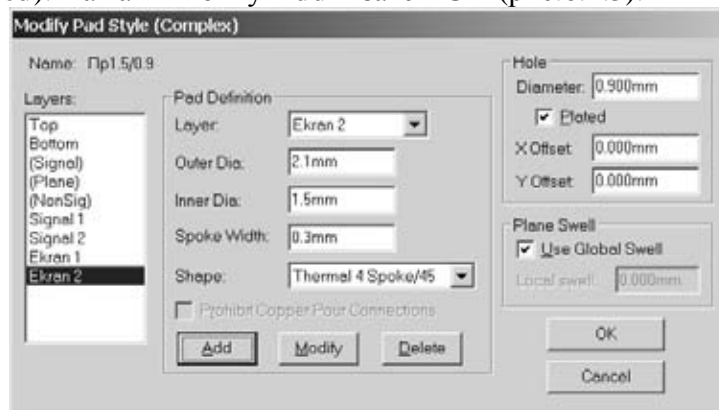 Modify Pad Style (Complex)
Name: Пр1.5/0.9
Layers:
Top
Bottom
(Signal)
(Plane)
(NonSig)
Signal 1
Signal 2
Ekran 1
Ekran 2
Pad Definition
Layer: Ekran 2
Outer Dia: 2.1mm
Inner Dia: 1.5mm
Spoke Width: 0.3mm
Shape: Thermal 4 Spoke/45
Prohibit Copper Pour Connections
Add Modify Delete
Hole
Diameter: 0.900mm
Plated
X Offset: 0.000mm
Y Offset: 0.000mm
Plane Swell
Use Global Swell
Local swell: 0.000mm
OK
Cancel